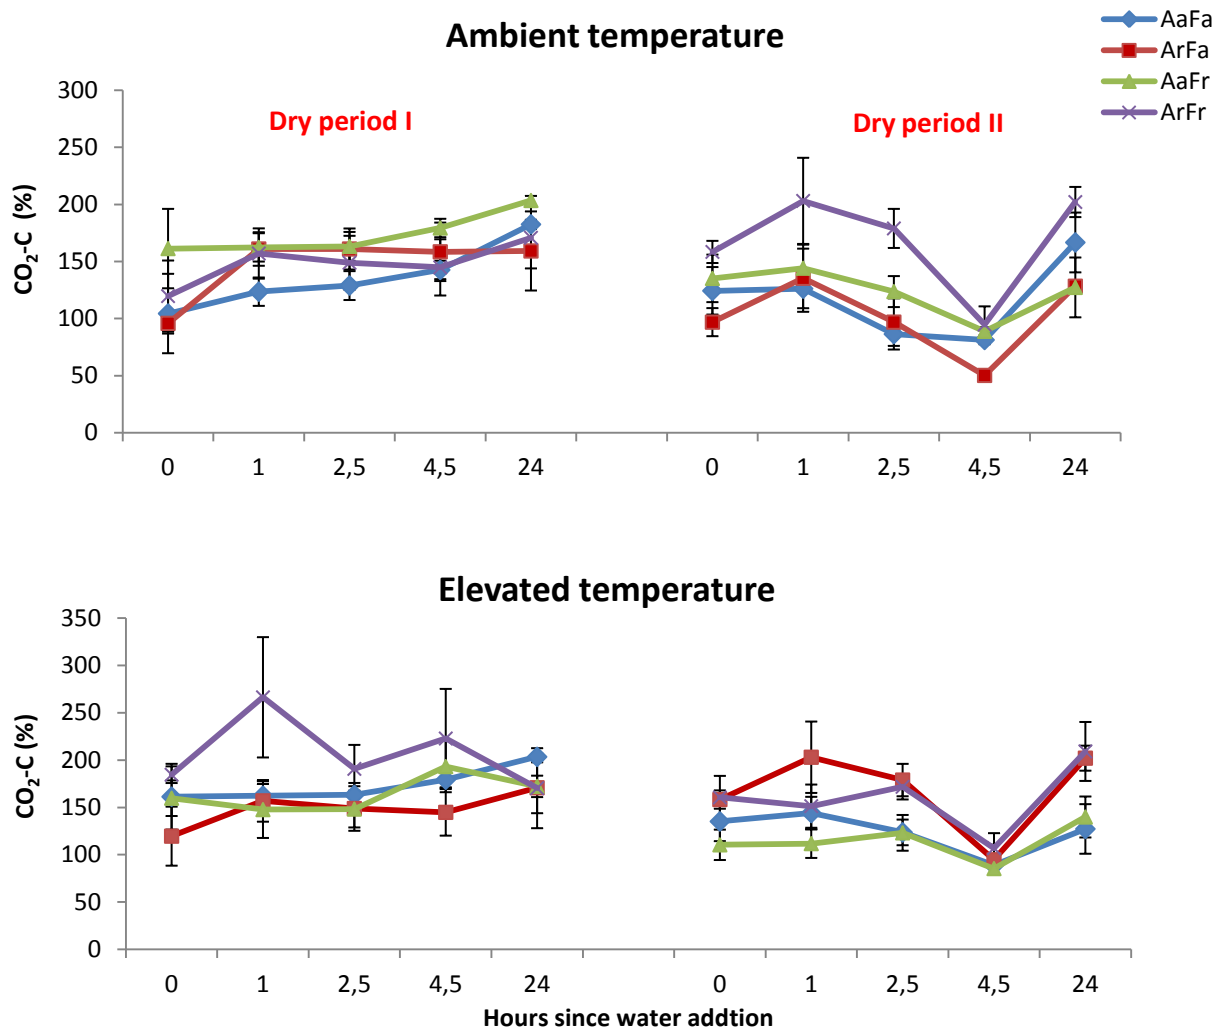 Ambient temperature
AaFa
ArFa
AaFr
ArFr
Dry period I
Dry period II
CO₂-C (%)
300
250
200
150
100
50
0
0 1 2,5 4,5 24 0 1 2,5 4,5 24
Elevated temperature
CO₂-C (%)
350
300
250
200
150
100
50
0
0 1 2,5 4,5 24 0 1 2,5 4,5 24
Hours since water addtion